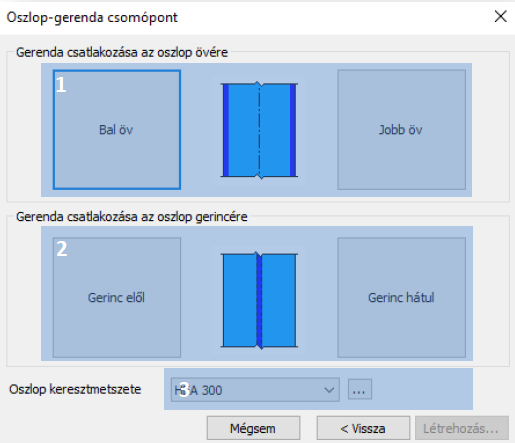 Oszlop-gerenda csomópont
Gerenda csatlakozása az oszlop övére
1
Bal öv
Jobb öv
Gerenda csatlakozása az oszlop gerincére
2
Gerinc elől
Gerinc hátul
Oszlop keresztmetszete
3
300
...
Mégsem
< Vissza
Létrehozás...